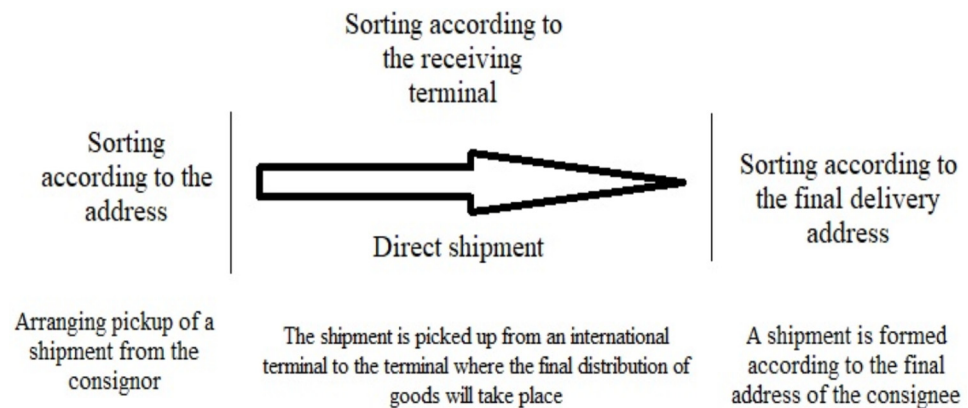 Sorting according to
the receiving
terminal
Sorting
according to the
address
Direct shipment
Sorting according to
the final delivery
address
Arranging pickup of a
shipment from the
consignor
The shipment is picked up from an international
terminal to the terminal where the final distribution of
goods will take place
A shipment is formed
according to the final
address of the consignee